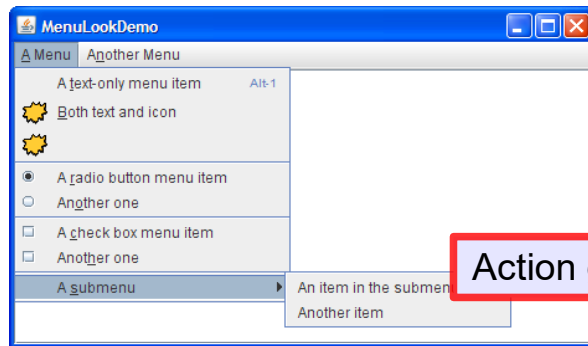 MenuLookDemo
A Menu Another Menu
A text-only menu item Alt-1
Both text and icon
A radio button menu item
Another one
A check box menu item
Another one
A submenu
An item in the
Another item
Action